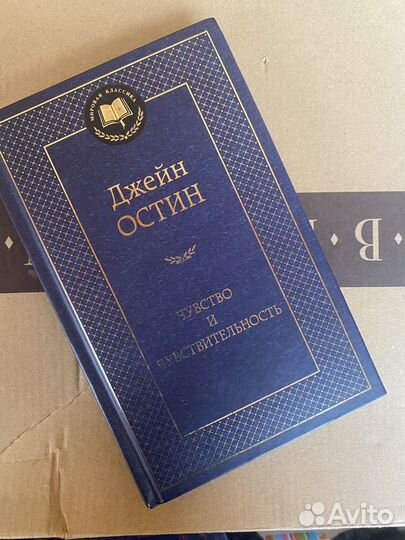 МИРОВАЯ КЛАССИКА
Джейн
ОСТИН
ЧУВСТВО
И
ЧУВСТВИТЕЛЬНОСТЬ
В
Avito